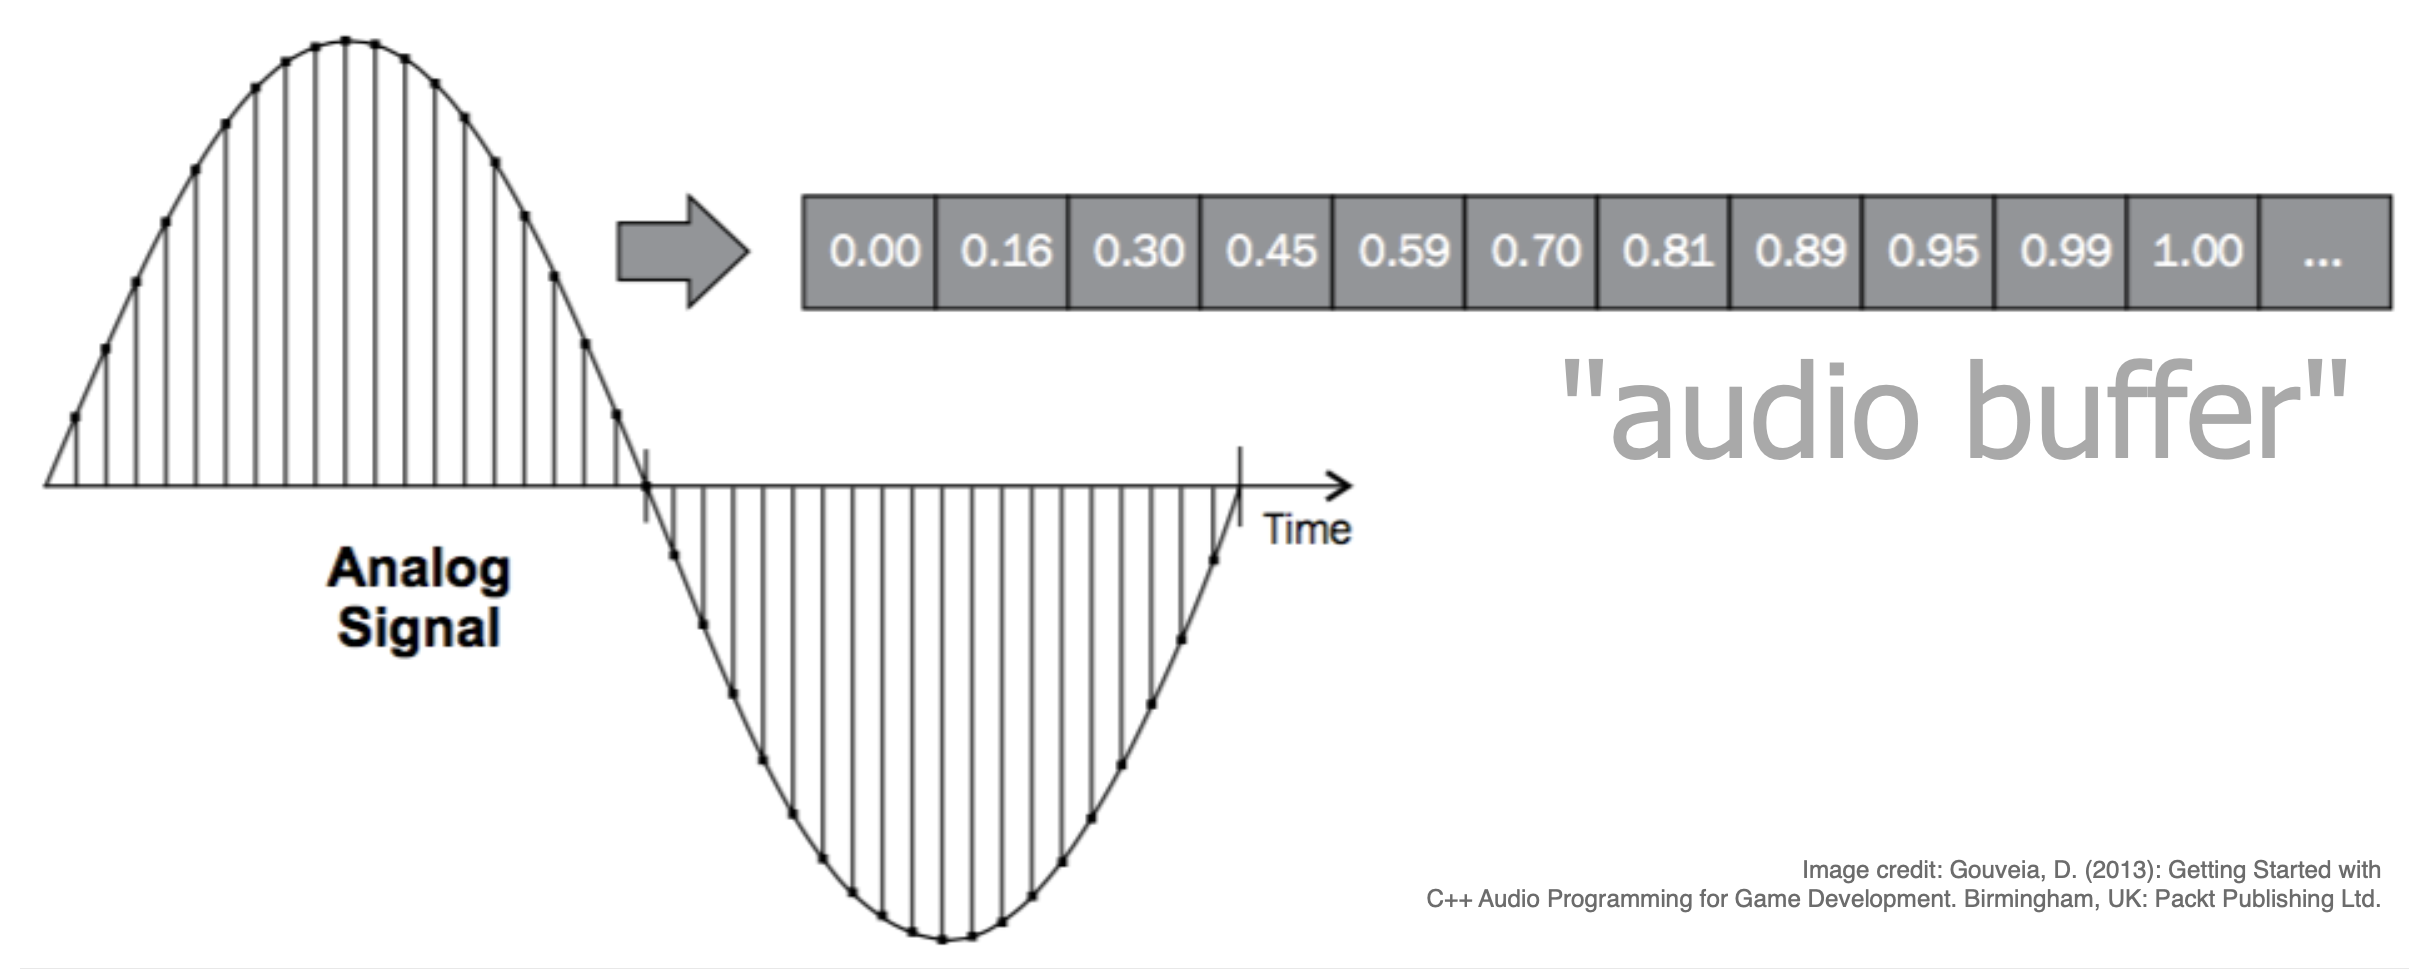 0.00 0.16 0.30 0.45 0.59 0.70 0.81 0.89 0.95 0.99 1.00 ...
"audio buffer"
Time
Analog
Signal
Image credit: Gouveia, D. (2013): Getting Started with
C++ Audio Programming for Game Development. Birmingham, UK: Packt Publishing Ltd.